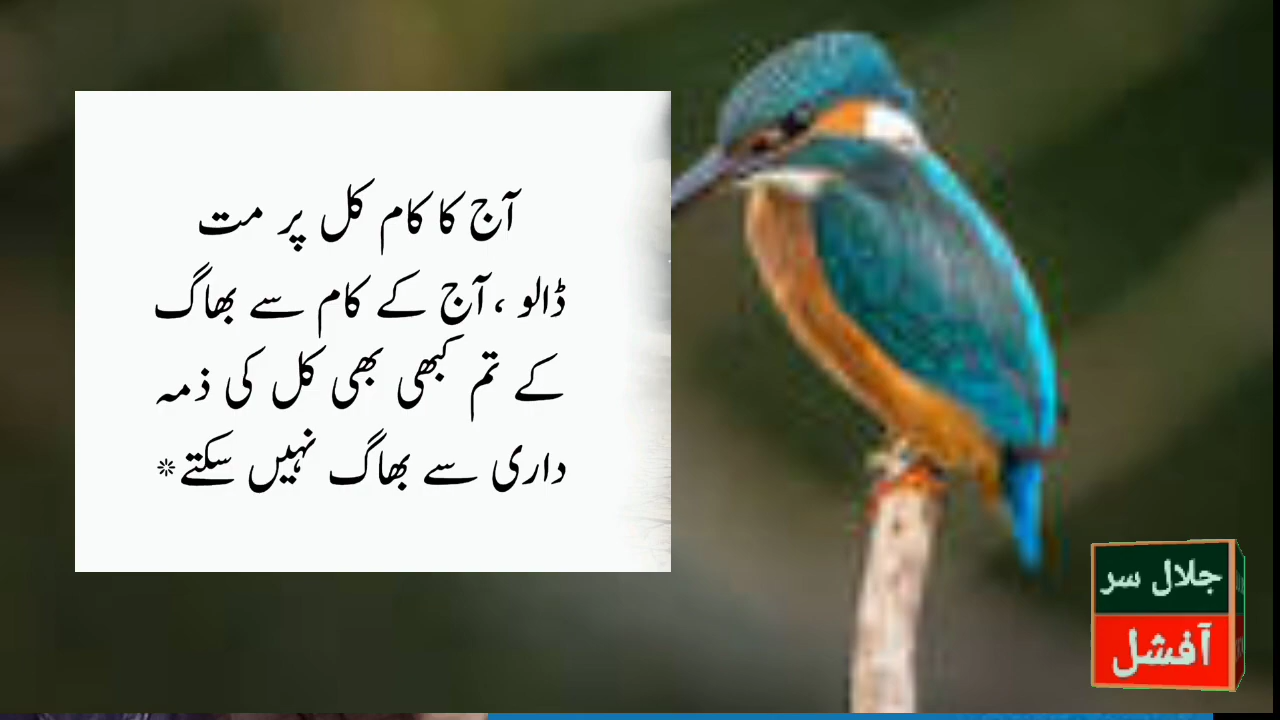 آج کا کام کل پر مت
ڈالو ،آج کے کام سے بھاگ
کے تم کبھی بھی کل کی ذمہ
داری سے بھاگ نہیں سکتے*
جلال سر
آفشل